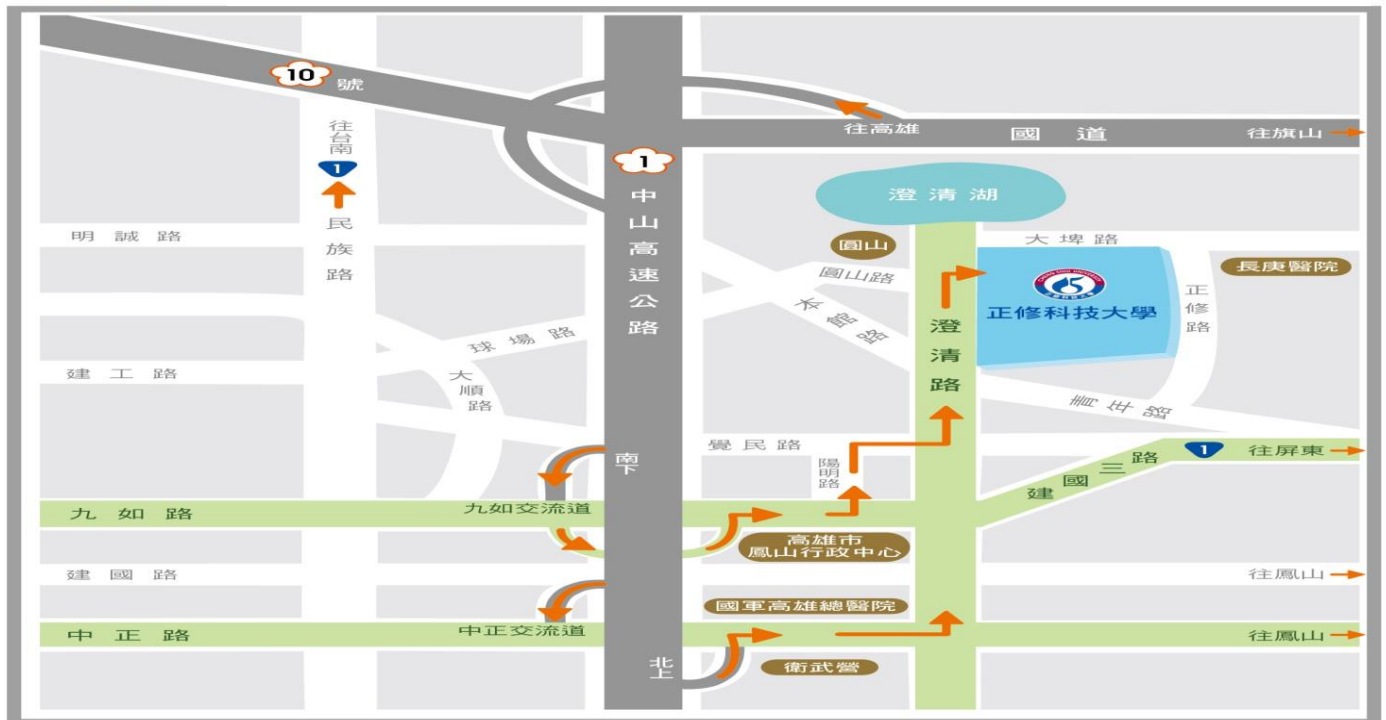 10
號
往台南
1
往高雄
國道
往旗山
1
中山高速公路
澄清湖
明誠路
民族路
圓山
大埤路
長庚醫院
圓山路
本館路
正修路
正修科技大學
澄清路
球場路
建工路
大順路
青年路
覺民路
南下
陽明路
建國三路
1
往屏東
九如路
九如交流道
高雄市
鳳山行政中心
建國路
往鳳山
國軍高雄總醫院
中正路
中正交流道
往鳳山
北上
衛武營